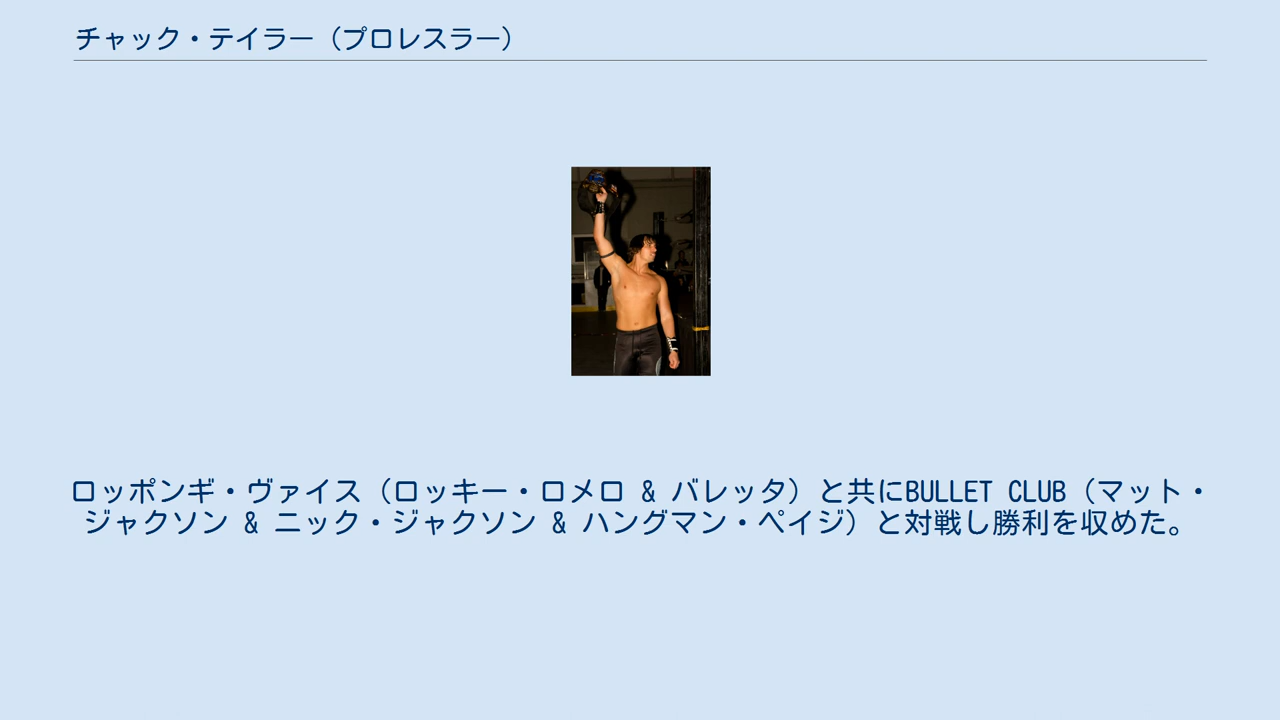 チャック・テイラー（プロレスラー）
ロッポンギ・ヴァイス（ロッキー・ロメロ & バレッタ）と共にBULLET CLUB（マット・
ジャクソン & ニック・ジャクソン & ハングマン・ペイジ）と対戦し勝利を収めた。